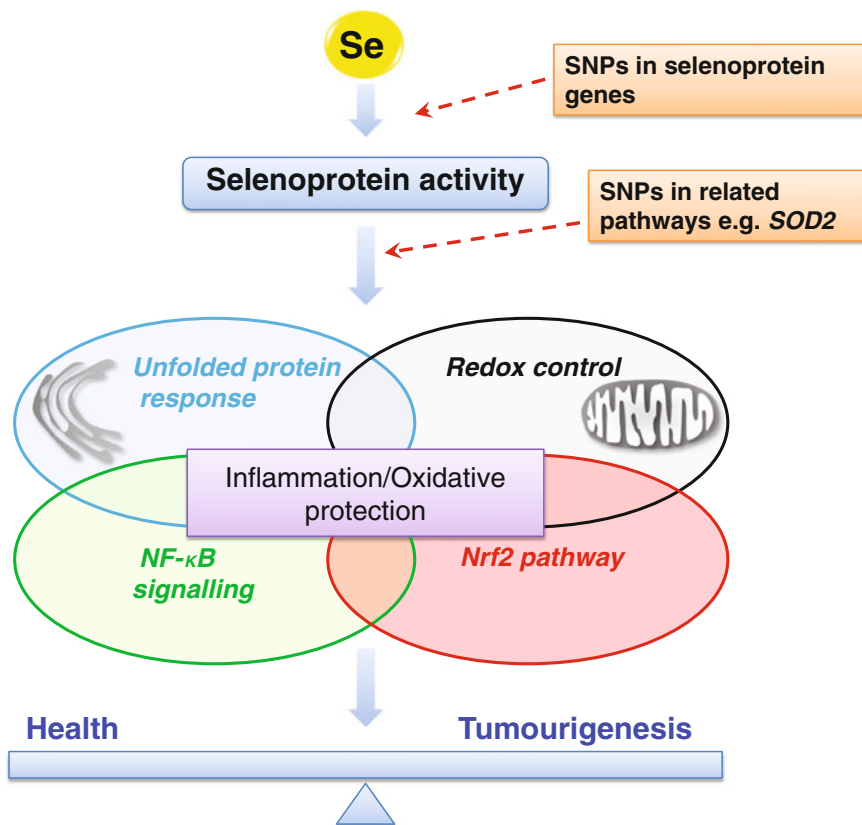 Se
SNPs in selenoprotein
genes
Selenoprotein activity
SNPs in related
pathways e.g. SOD2
Unfolded protein
response
Redox control
Inflammation/Oxidative
protection
NF-κB
signalling
Nrf2 pathway
Health
Tumourigenesis